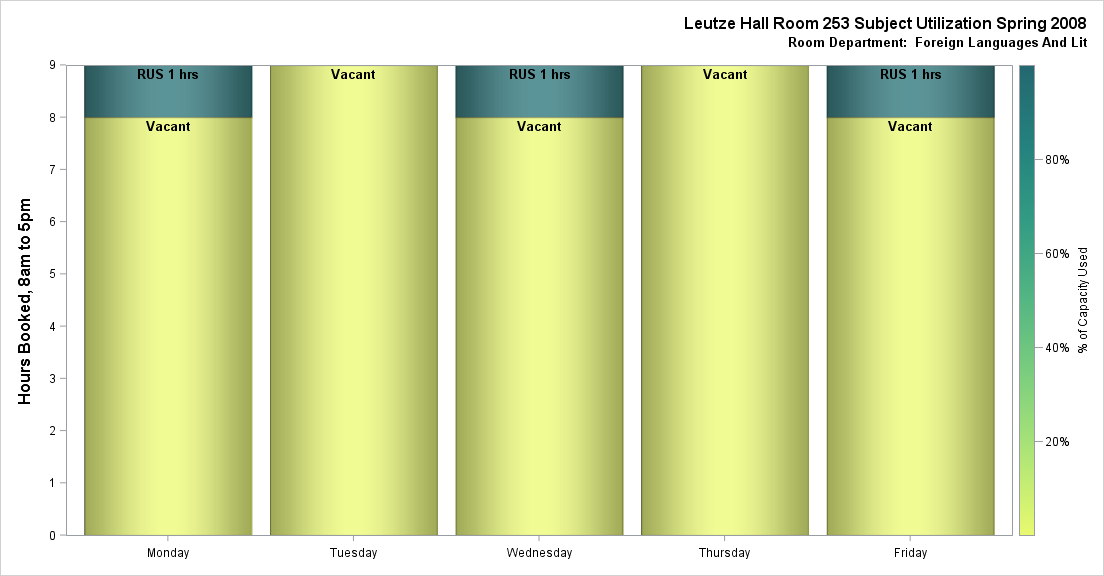 Leutze Hall Room 253 Subject Utilization Spring 2008
Room Department:  Foreign Languages And Lit
Hours Booked, 8am to 5pm
9
8
7
6
5
4
3
2
1
0
RUS 1 hrs
Vacant
Vacant
RUS 1 hrs
Vacant
Vacant
RUS 1 hrs
Vacant
Monday
Tuesday
Wednesday
Thursday
Friday
80%
60%
40%
20%
% of Capacity Used